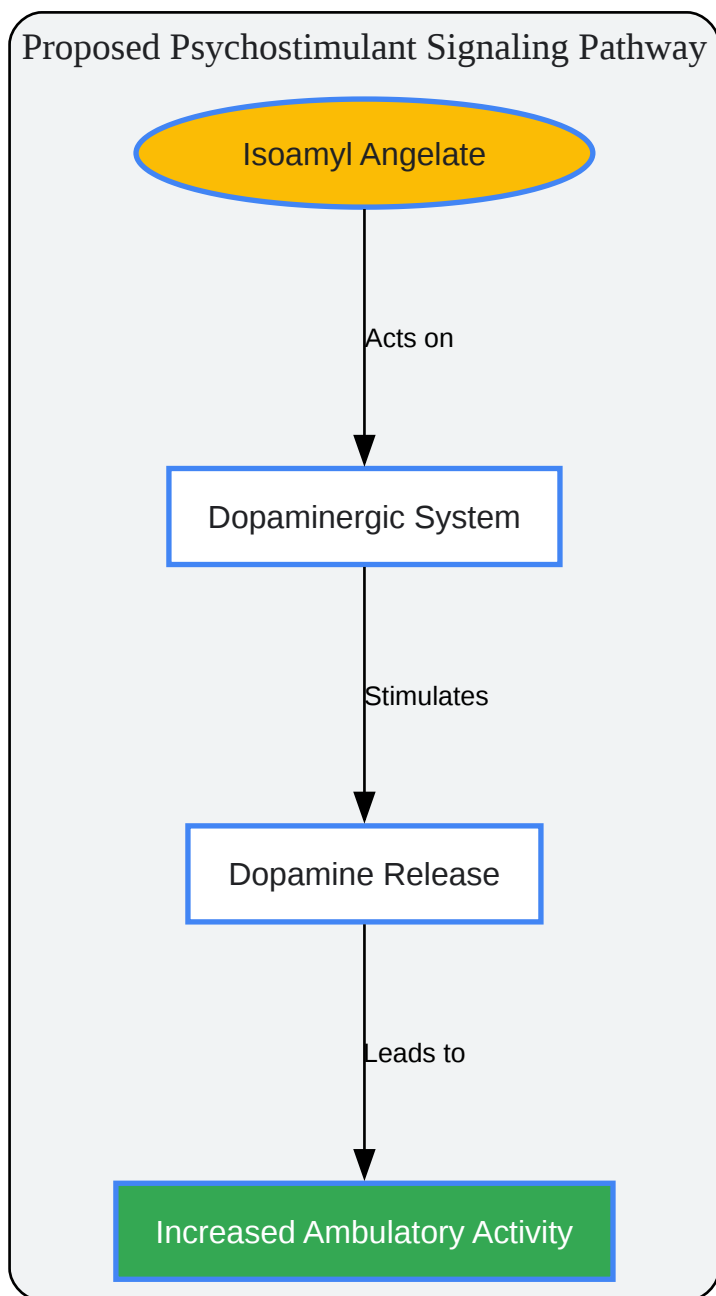 Proposed Psychostimulant Signaling Pathway
Isoamyl Angelate
Acts on
Dopaminergic System
Stimulates
Dopamine Release
Leads to
Increased Ambulatory Activity